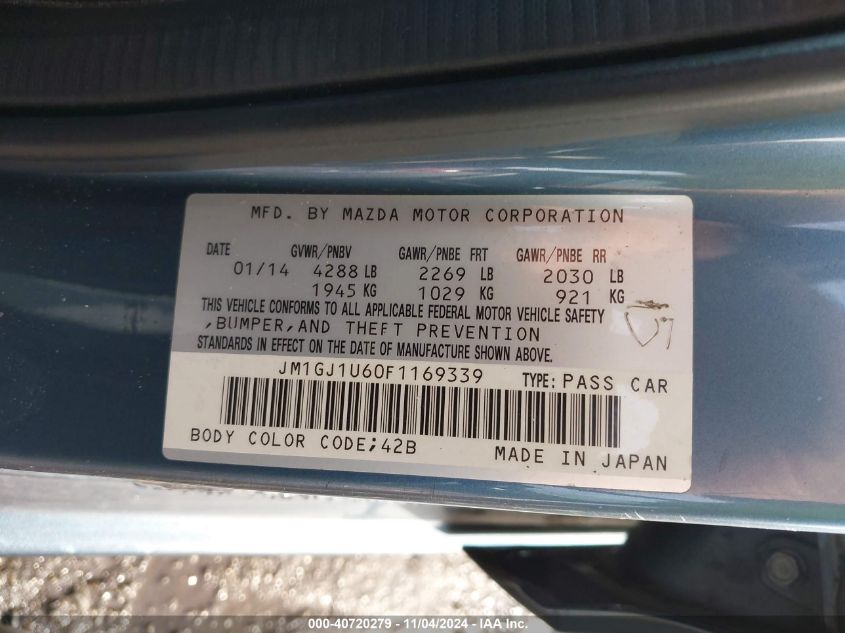 MFD. BY MAZDA MOTOR CORPORATION
DATE GVWR/PNBV GAWR/PNBE FRT GAWR/PNBE RR
01/14 4288 LB 2269 LB 2030 LB
1945 KG 1029 KG 921 KG
THIS VEHICLE CONFORMS TO ALL APPLICABLE FEDERAL MOTOR VEHICLE SAFETY
,BUMPER,AND THEFT PREVENTION
STANDARDS IN EFFECT ON THE DATE OF MANUFACTURE SHOWN ABOVE.
JM1GJ1U60F1169339 TYPE: PASS CAR
BODY COLOR CODE;42B MADE IN JAPAN
000-40720279 - 11/04/2024 - IAAI.COM